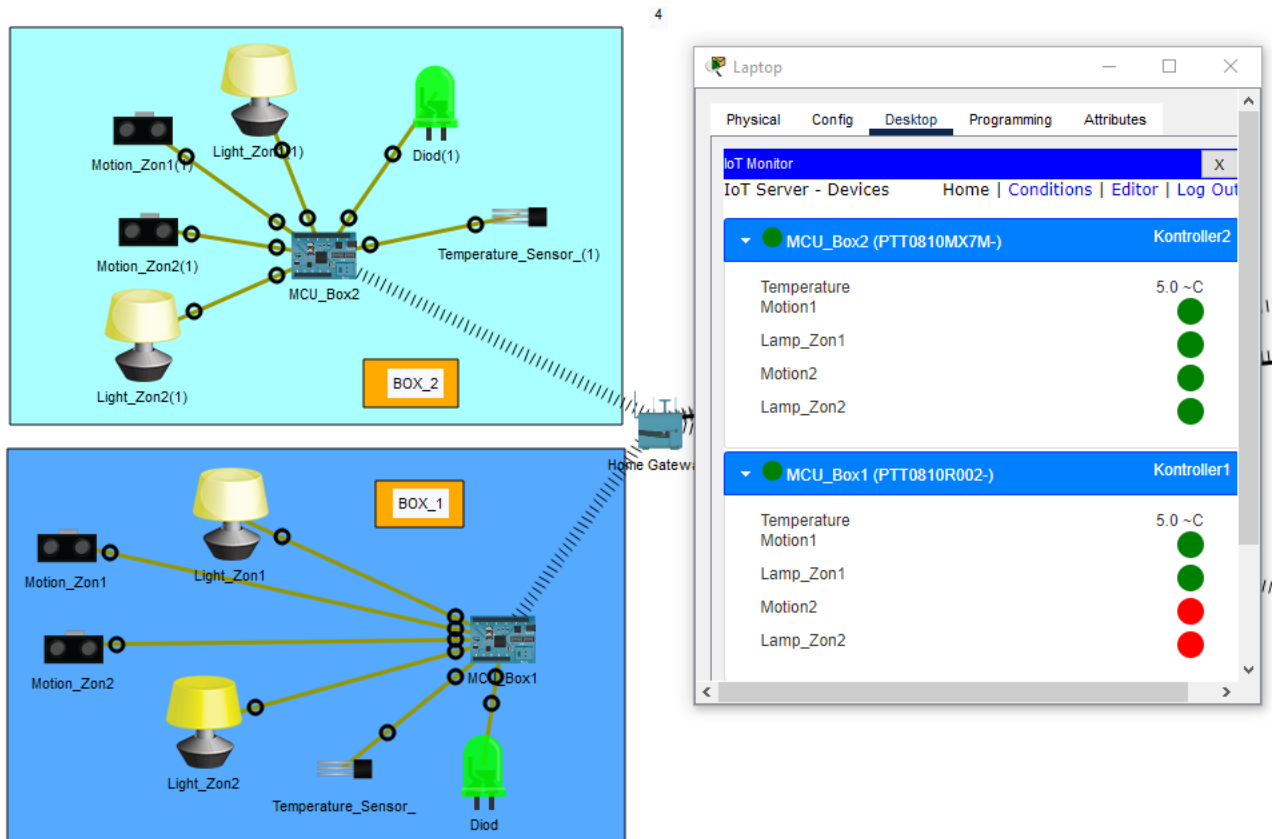 4
Motion_Zon1(1)
Light_Zon1(1)
Diod(1)
Motion_Zon2(1)
Temperature_Sensor_(1)
MCU_Box2
Light_Zon2(1)
BOX_2
Home Gatewa
BOX_1
Motion_Zon1
Light_Zon1
Motion_Zon2
MCU_Box1
Light_Zon2
Temperature_Sensor_
Diod
Laptop
Physical Config Desktop Programming Attributes
IoT Monitor X
IoT Server - Devices Home | Conditions | Editor | Log Out
MCU_Box2 (PTT0810MX7M-) Kontroller2
Temperature 5.0 ~C
Motion1
Lamp_Zon1
Motion2
Lamp_Zon2
MCU_Box1 (PTT0810R002-) Kontroller1
Temperature 5.0 ~C
Motion1
Lamp_Zon1
Motion2
Lamp_Zon2